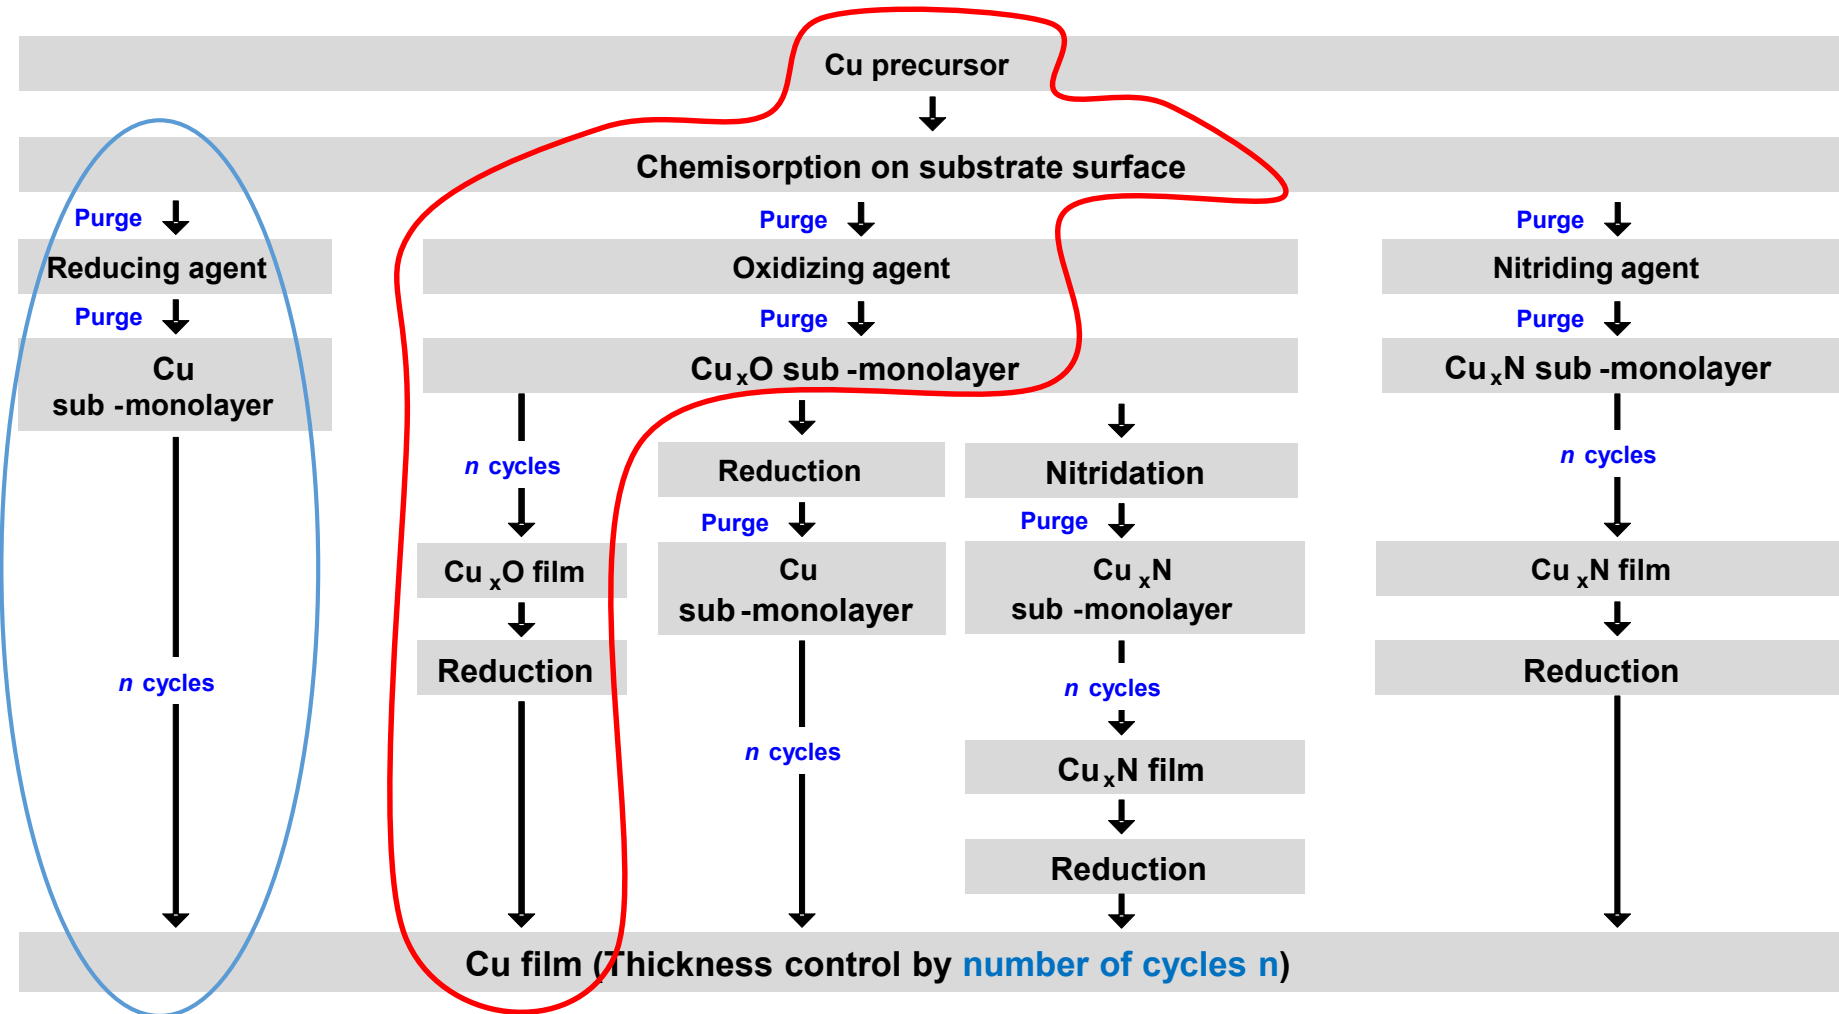 Cu precursor
Chemisorption on substrate surface
Purge
Purge
Purge
Reducing agent
Oxidizing agent
Nitriding agent
Purge
Purge
Purge
Cu
sub -monolayer
CuxO sub -monolayer
CuxN sub -monolayer
n cycles
Reduction
Nitridation
n cycles
Purge
Purge
Cu xO film
Cu
sub -monolayer
Cu xN
sub -monolayer
Cu xN film
Reduction
Reduction
n cycles
n cycles
n cycles
CuxN film
Reduction
Cu film (Thickness control by number of cycles n)